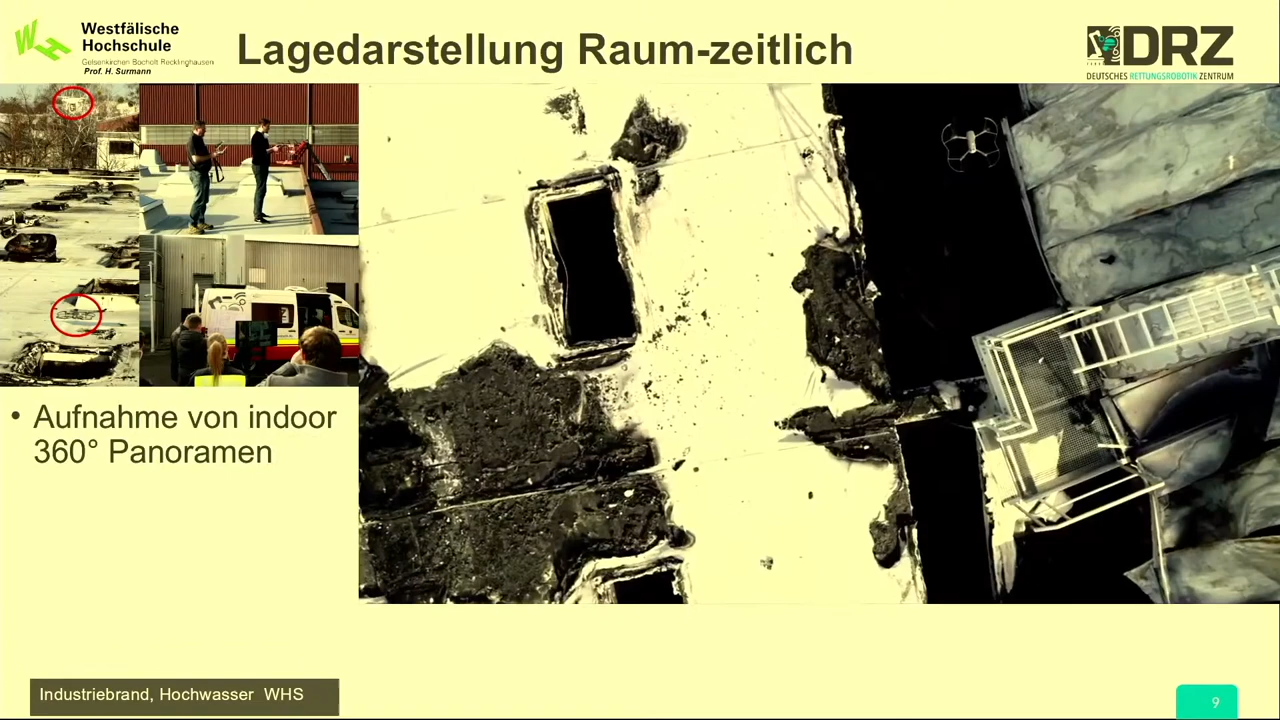 Westfälische
Hochschule
Gelsenkirchen Bocholt Recklinghausen
Prof. H. Surmann
Lagedarstellung Raum-zeitlich
DRZ
DEUTSCHES RETTUNGSROBOTIK ZENTRUM
• Aufnahme von indoor
360° Panoramen
Industriebrand, Hochwasser WHS
9